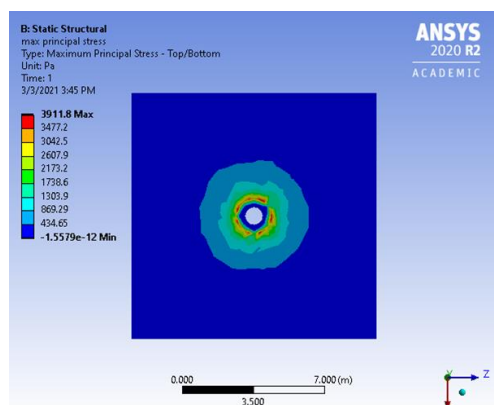 B: Static Structural
max principal stress
Type: Maximum Principal Stress - Top/Bottom
Unit: Pa
Time: 1
3/3/2021 3:45 PM
ANSYS
2020 R2
ACADEMIC
3911.8 Max
3477.2
3042.5
2607.9
2173.2
1738.6
1303.9
869.29
434.65
-1.5579e-12 Min
0.000
7.000 (m)
3.500
Y
Z